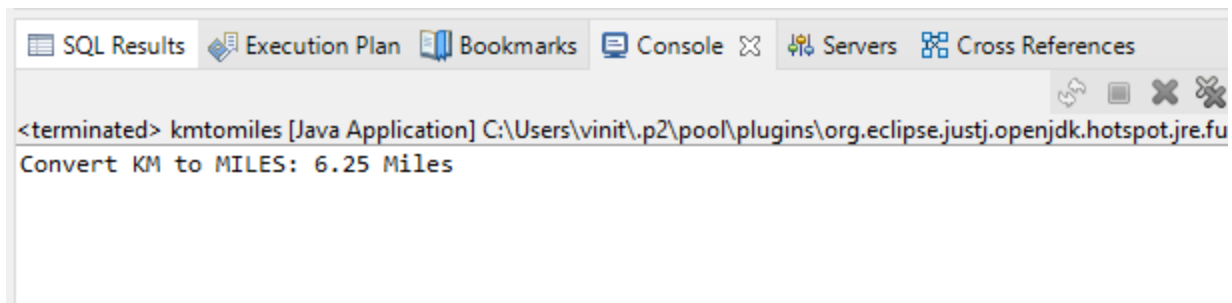 SQL Results Execution Plan Bookmarks Console Servers Cross References
<terminated> kmtomiles [Java Application] C:\Users\vinit\.p2\pool\plugins\org.eclipse.justj.openjdk.hotspot.jre.fu
Convert KM to MILES: 6.25 Miles